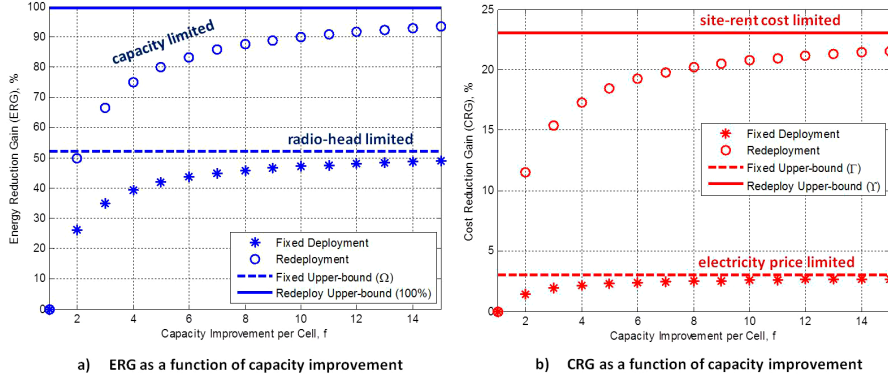 100
90
80
70
60
50
40
30
20
10
0
Energy Reduction Gain (ERG), %
capacity limited
radio-head limited
Fixed Deployment
Redeployment
Fixed Upper-bound (Ω)
Redeploy Upper-bound (100%)
2 4 6 8 10 12 14
Capacity Improvement per Cell, f
a) ERG as a function of capacity improvement
25
20
15
10
5
0
Cost Reduction Gain (CRG), %
site-rent cost limited
Fixed Deployment
Redeployment
Fixed Upper-bound (Γ)
Redeploy Upper-bound (ϒ)
electricity price limited
2 4 6 8 10 12 14
Capacity Improvement per Cell, f
b) CRG as a function of capacity improvement